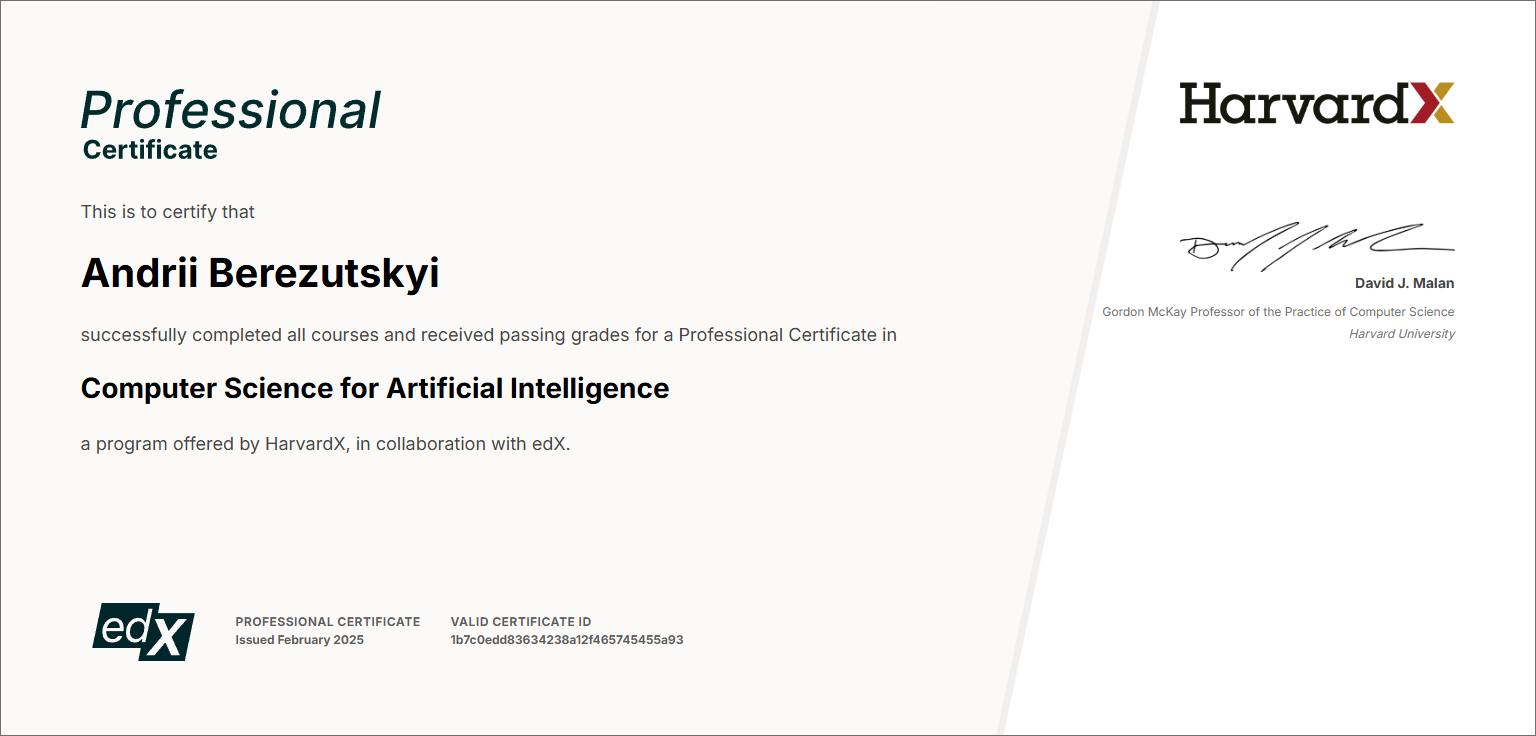 Professional
Certificate
This is to certify that
Andrii Berezutskyi
successfully completed all courses and received passing grades for a Professional Certificate in
Computer Science for Artificial Intelligence
a program offered by HarvardX, in collaboration with edX.
edX
PROFESSIONAL CERTIFICATE
Issued February 2025
VALID CERTIFICATE ID
1b7c0edd83634238a12f465745455a93
HarvardX
David J. Malan
Gordon McKay Professor of the Practice of Computer Science
Harvard University